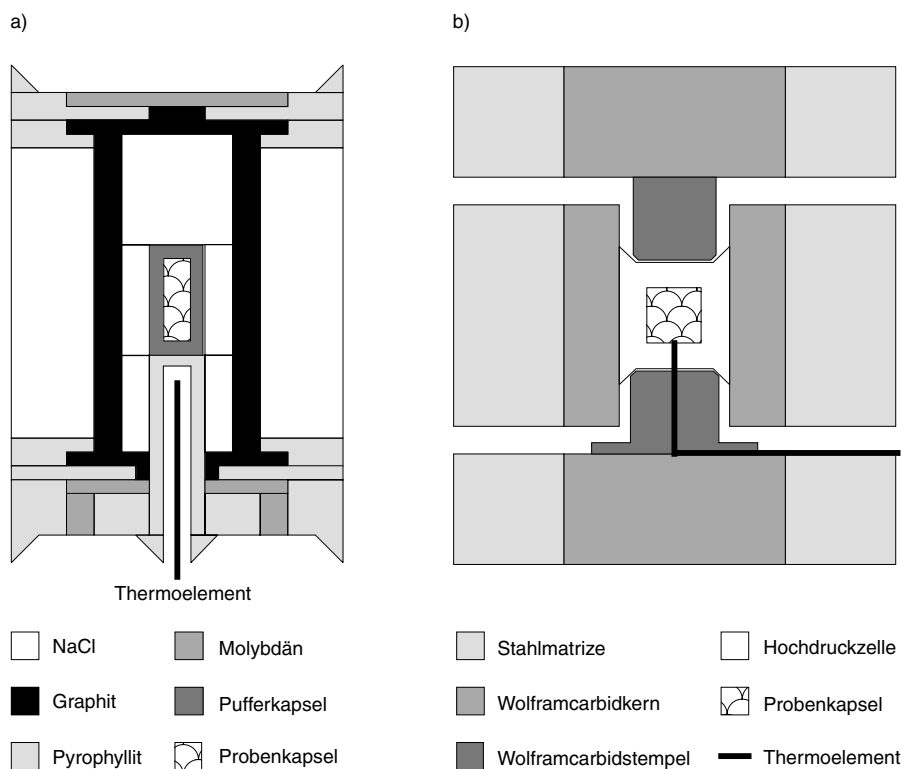 a)
b)
Thermoelement
NaCl
Molybdän
Graphit
Pufferkapsel
Pyrophyllit
Probenkapsel
Stahlmatrize
Hochdruckzelle
Wolframcarbidkern
Probenkapsel
Wolframcarbidstempel
Thermoelement